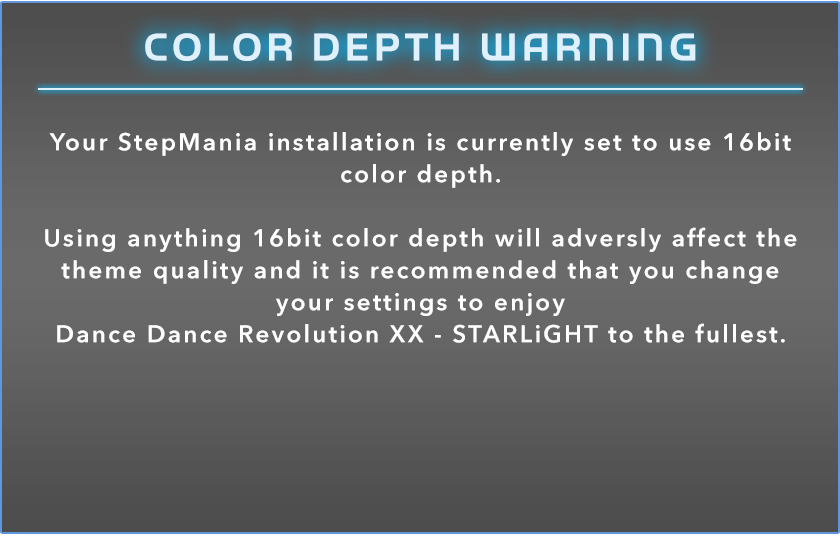 COLOR DEPTH WARNING
Your StepMania installation is currently set to use 16bit
color depth.
Using anything 16bit color depth will adversly affect the
theme quality and it is recommended that you change
your settings to enjoy
Dance Dance Revolution XX - STARLiGHT to the fullest.